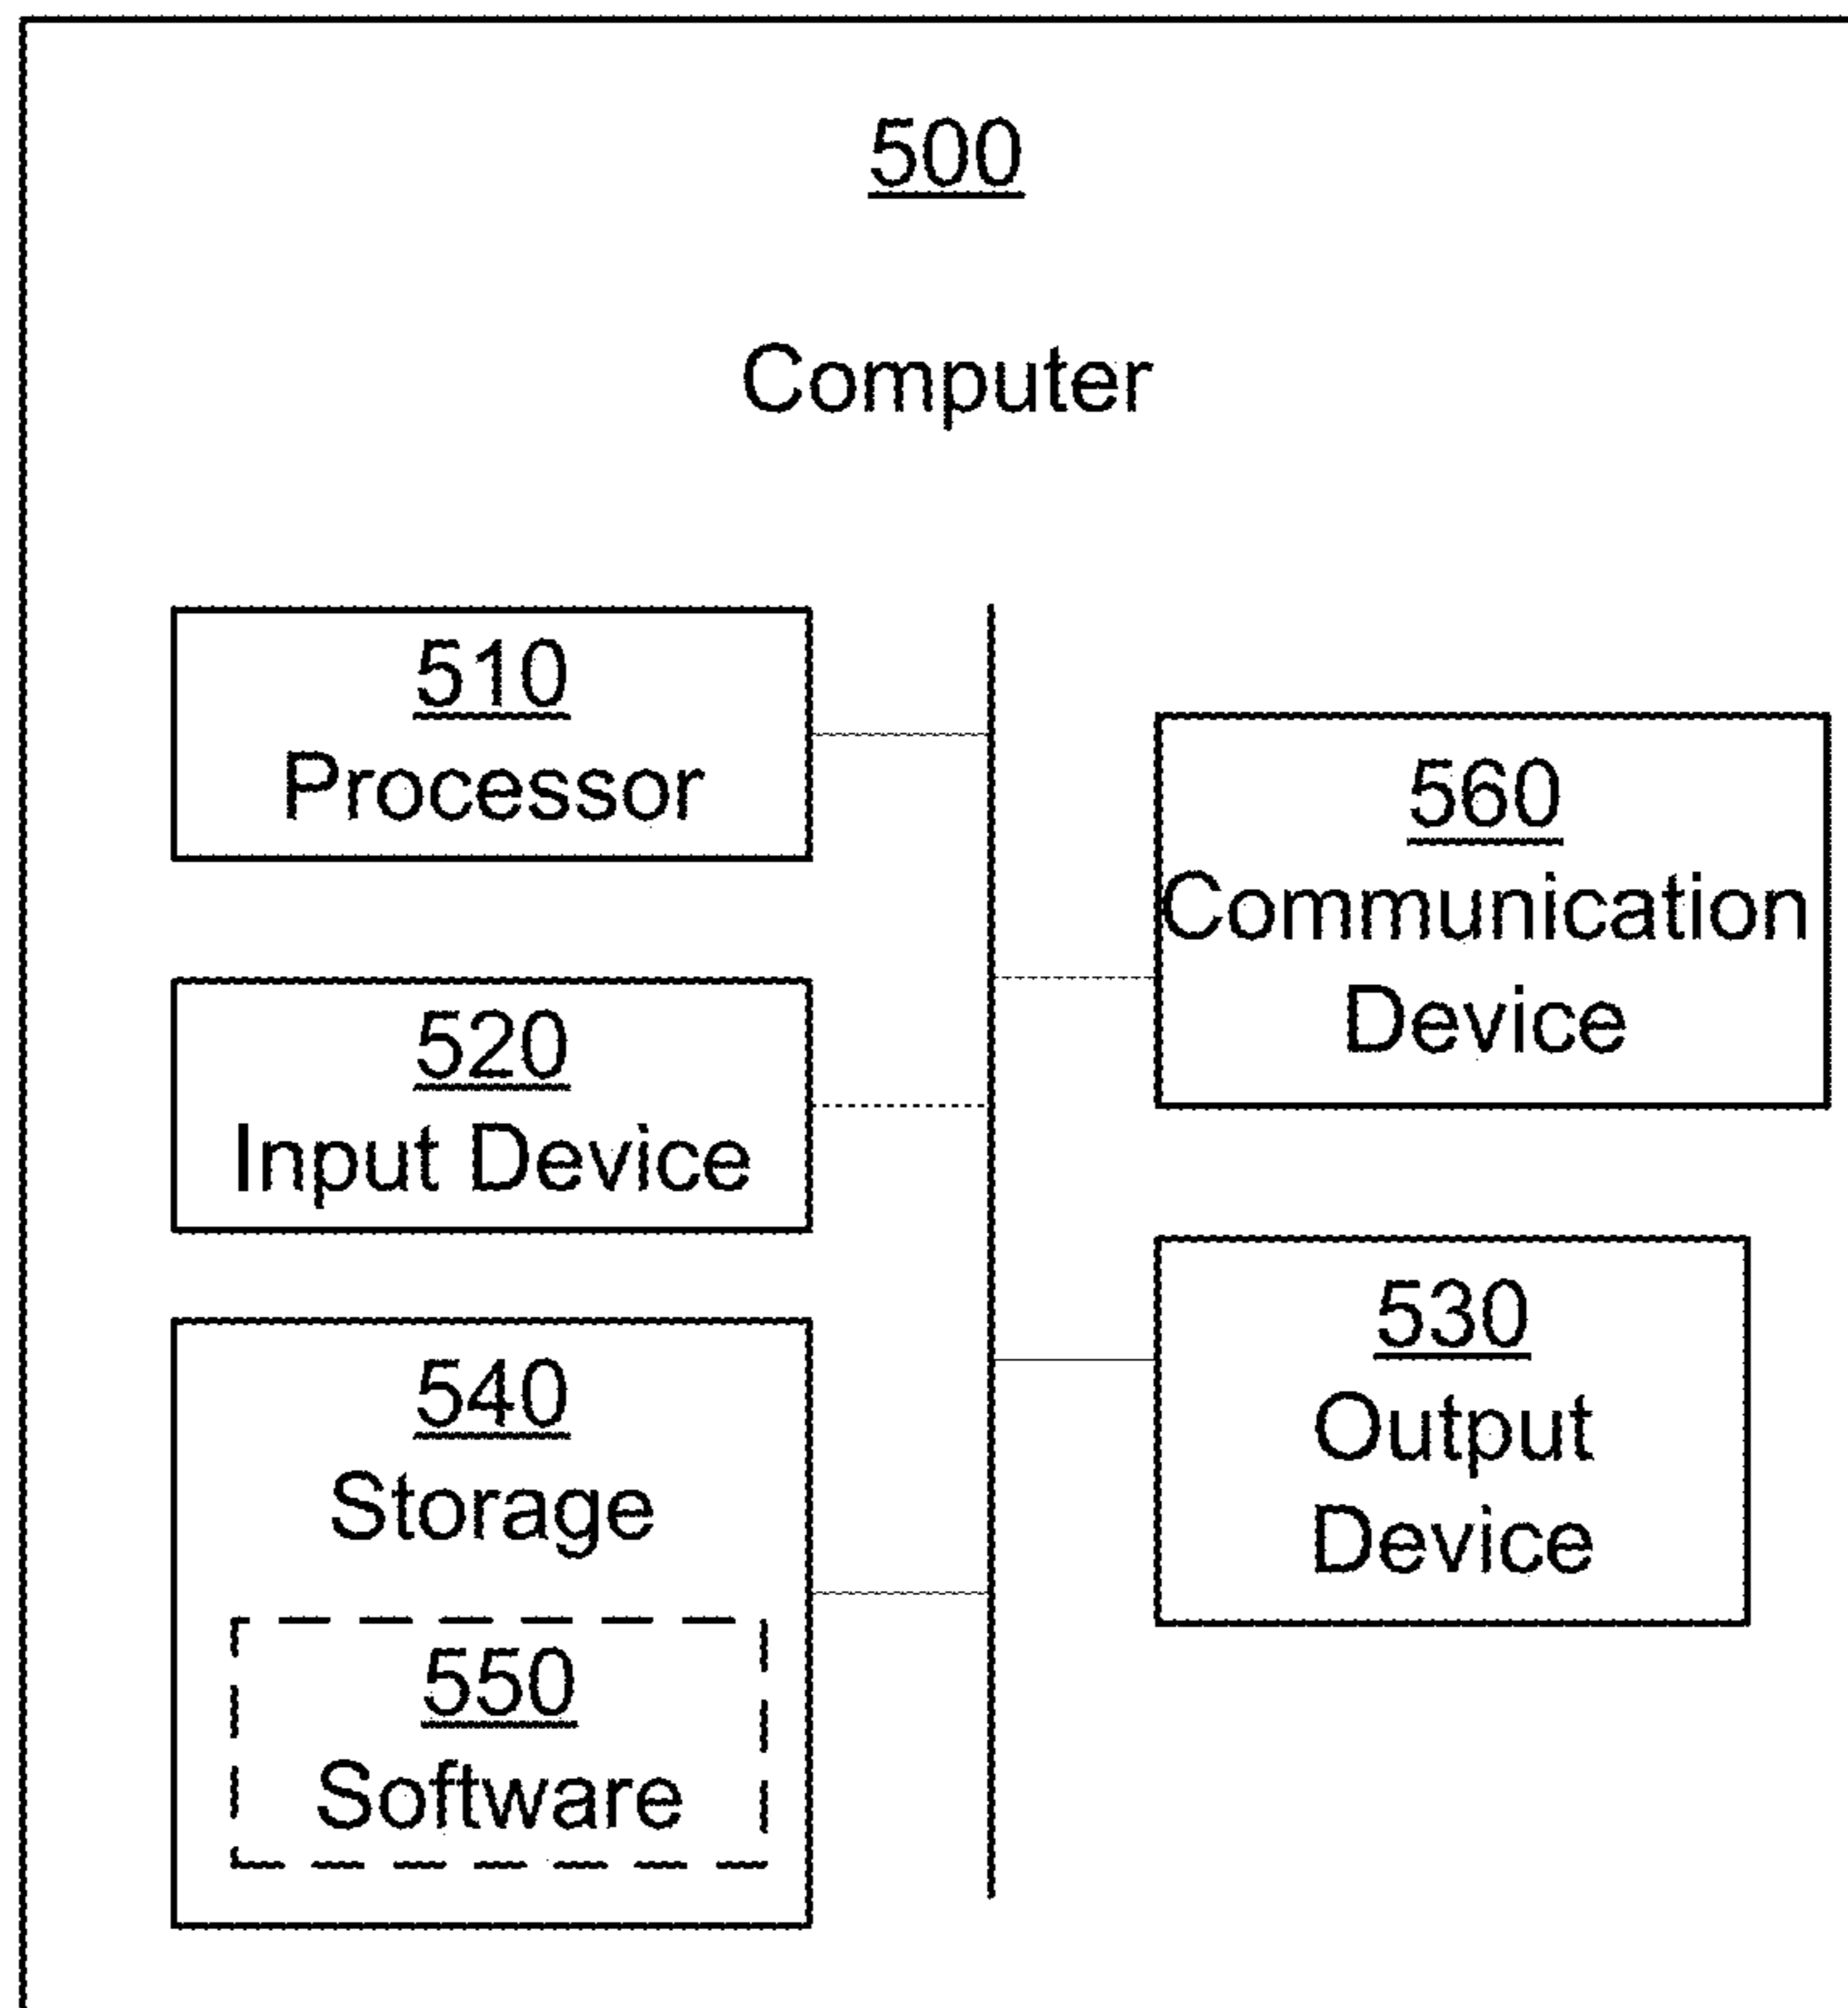 500
Computer
510
Processor
560
Communication
Device
520
Input Device
530
Output
Device
540
Storage
550
Software